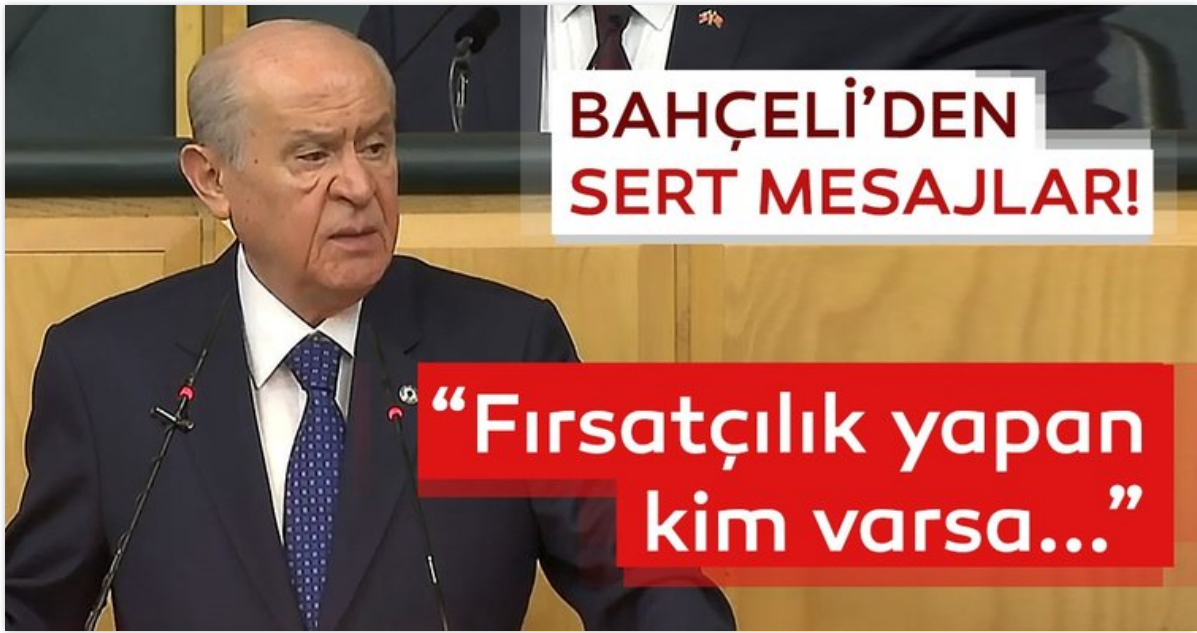 BAHÇELİ’DEN
SERT MESAJLAR!
“Fırsatçılık yapan
kim varsa...”